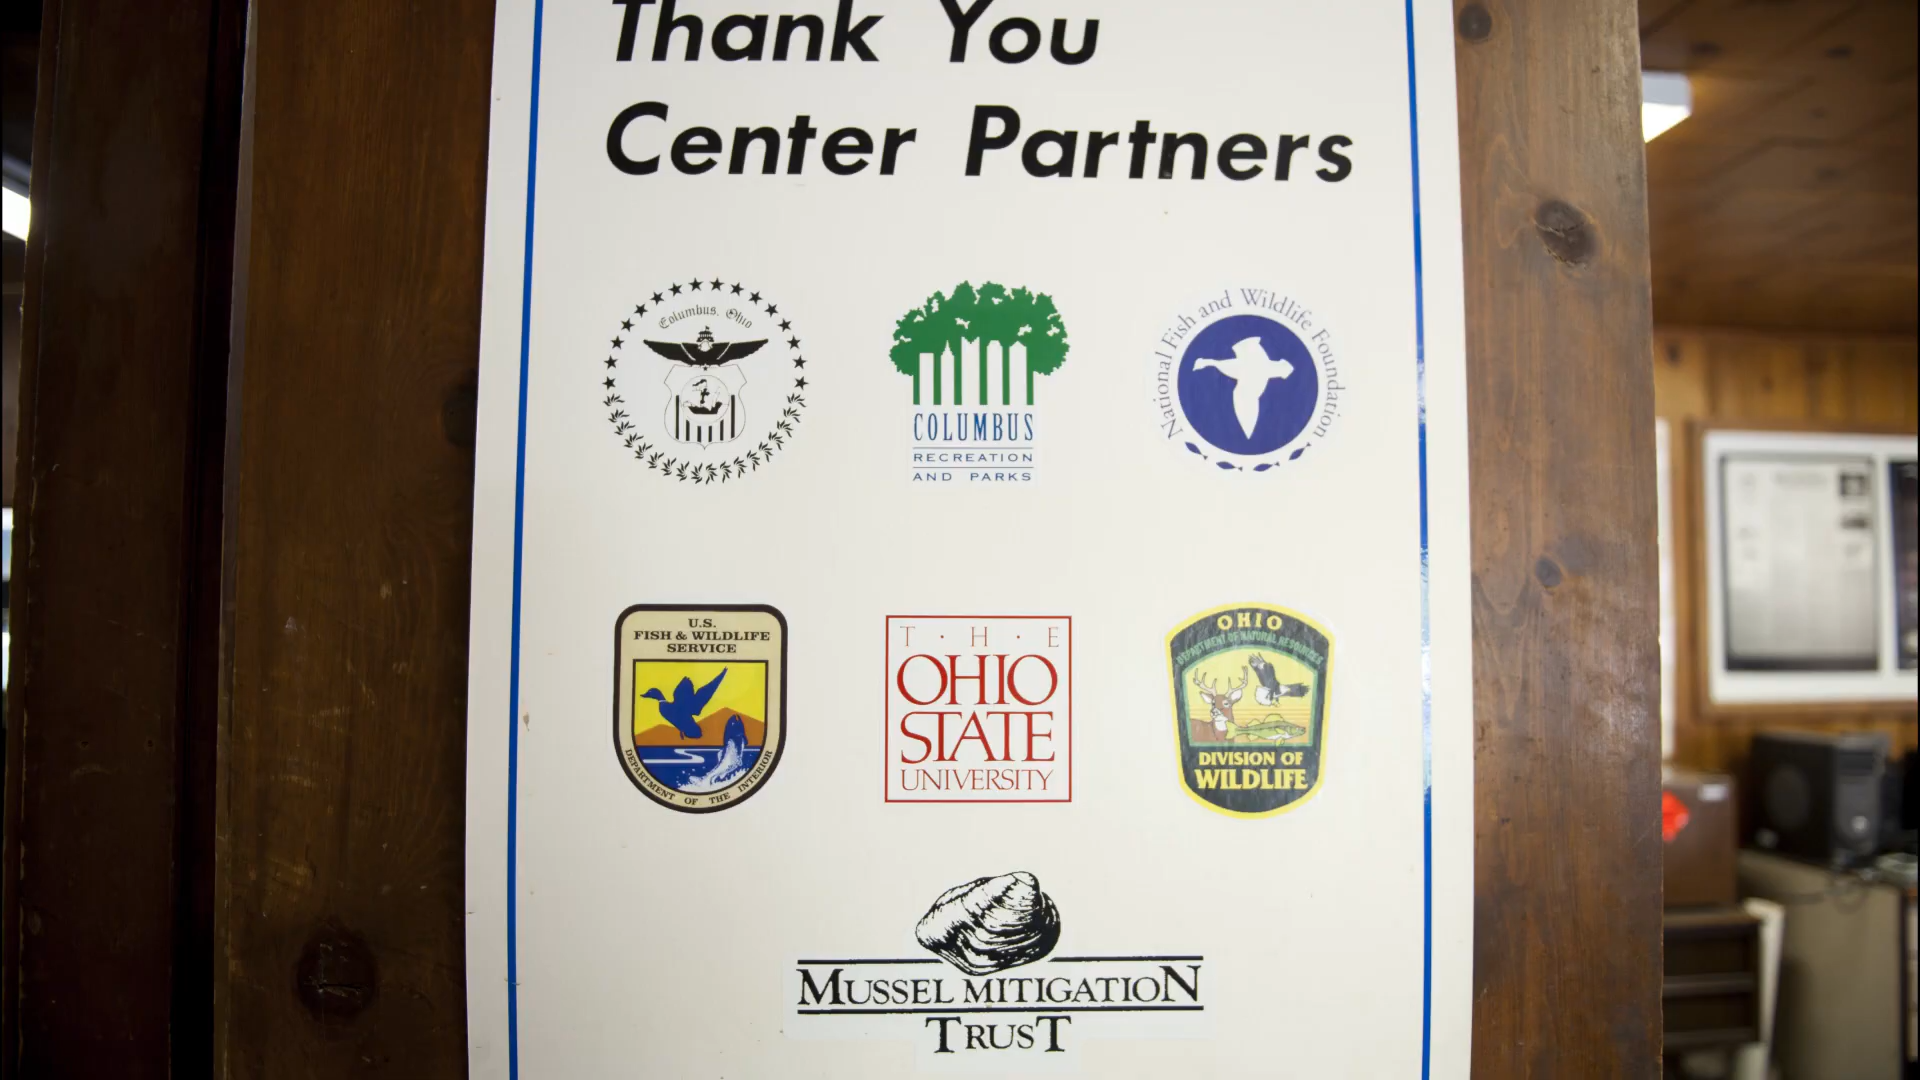 Thank You
Center Partners
Columbus, Ohio
COLUMBUS
RECREATION
AND PARKS
National Fish and Wildlife Foundation
U.S.
FISH & WILDLIFE
SERVICE
DEPARTMENT OF THE INTERIOR
T·H·E
OHIO
STATE
UNIVERSITY
OHIO
DEPARTMENT OF NATURAL RESOURCES
DIVISION OF
WILDLIFE
MUSSEL MITIGATION
TRUST